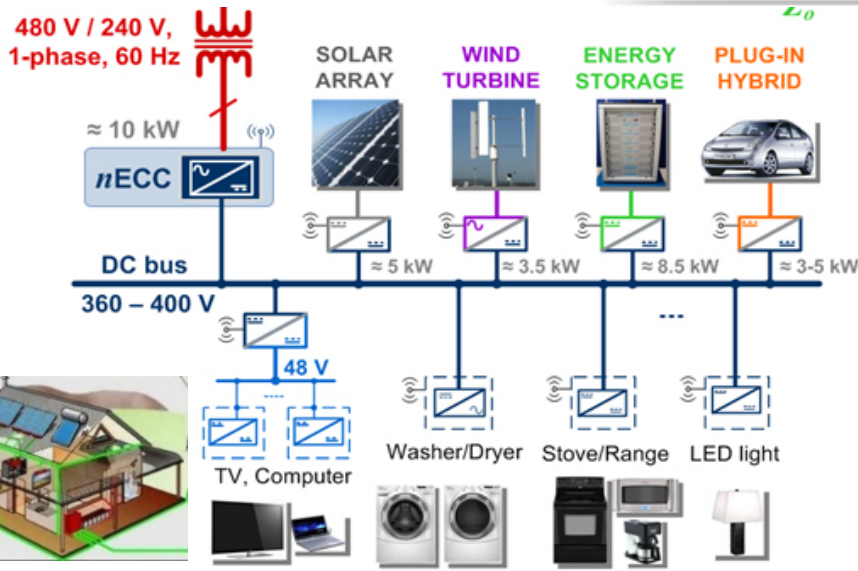 480 V / 240 V,
1-phase, 60 Hz
Z₀
SOLAR
ARRAY
WIND
TURBINE
ENERGY
STORAGE
PLUG-IN
HYBRID
≈ 10 kW
nECC
DC bus
360 – 400 V
≈ 5 kW
≈ 3.5 kW
≈ 8.5 kW
≈ 3-5 kW
...
48 V
....
Washer/Dryer
Stove/Range
LED light
TV, Computer